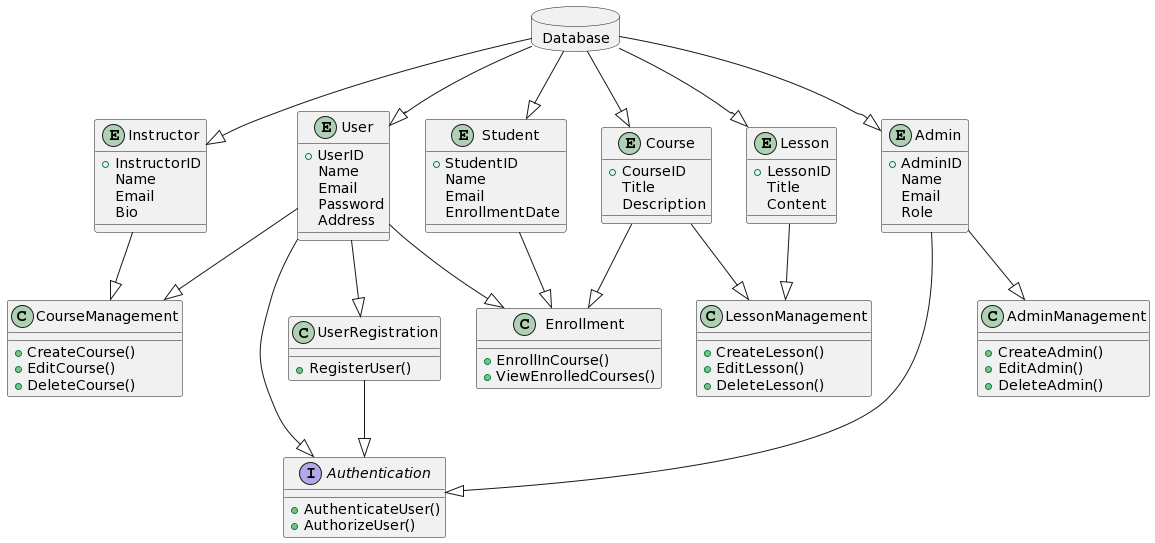 Database
E Instructor
InstructorID
Name
Email
Bio
E User
UserID
Name
Email
Password
Address
E Student
StudentID
Name
Email
EnrollmentDate
E Course
CourseID
Title
Description
E Lesson
LessonID
Title
Content
E Admin
AdminID
Name
Email
Role
C CourseManagement
CreateCourse()
EditCourse()
DeleteCourse()
C UserRegistration
RegisterUser()
C Enrollment
EnrollInCourse()
ViewEnrolledCourses()
C LessonManagement
CreateLesson()
EditLesson()
DeleteLesson()
C AdminManagement
CreateAdmin()
EditAdmin()
DeleteAdmin()
I Authentication
AuthenticateUser()
AuthorizeUser()